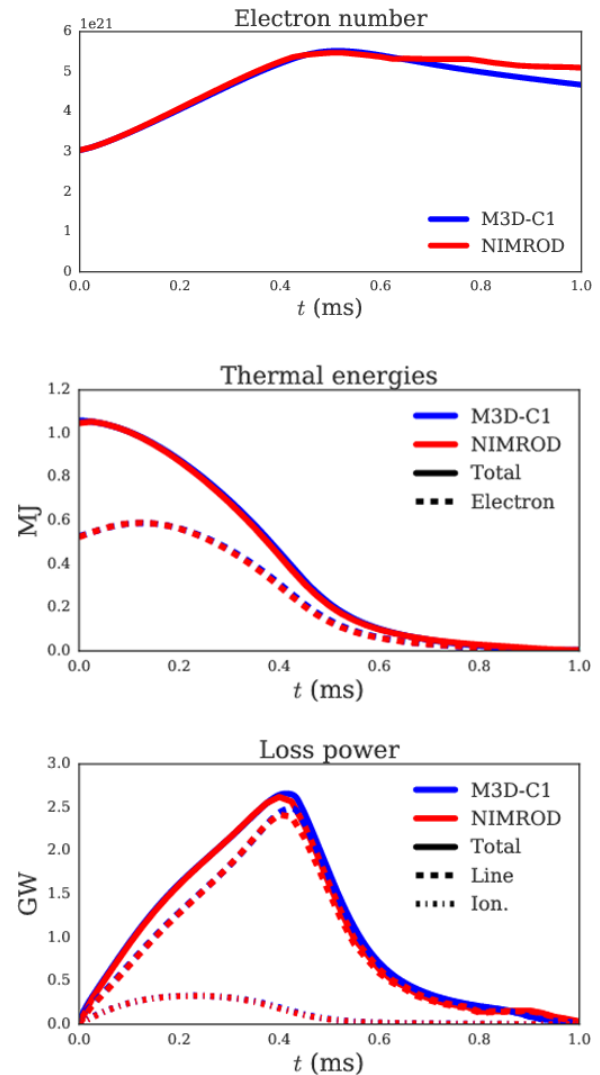 Electron number
1e21
6
5
4
3
2
1
0
M3D-C1
NIMROD
0.0 0.2 0.4 0.6 0.8 1.0
t (ms)
Thermal energies
1.2
1.0
0.8
0.6
0.4
0.2
0.0
MJ
M3D-C1
NIMROD
Total
Electron
0.0 0.2 0.4 0.6 0.8 1.0
t (ms)
Loss power
3.0
2.5
2.0
1.5
1.0
0.5
0.0
GW
M3D-C1
NIMROD
Total
Line
Ion.
0.0 0.2 0.4 0.6 0.8 1.0
t (ms)